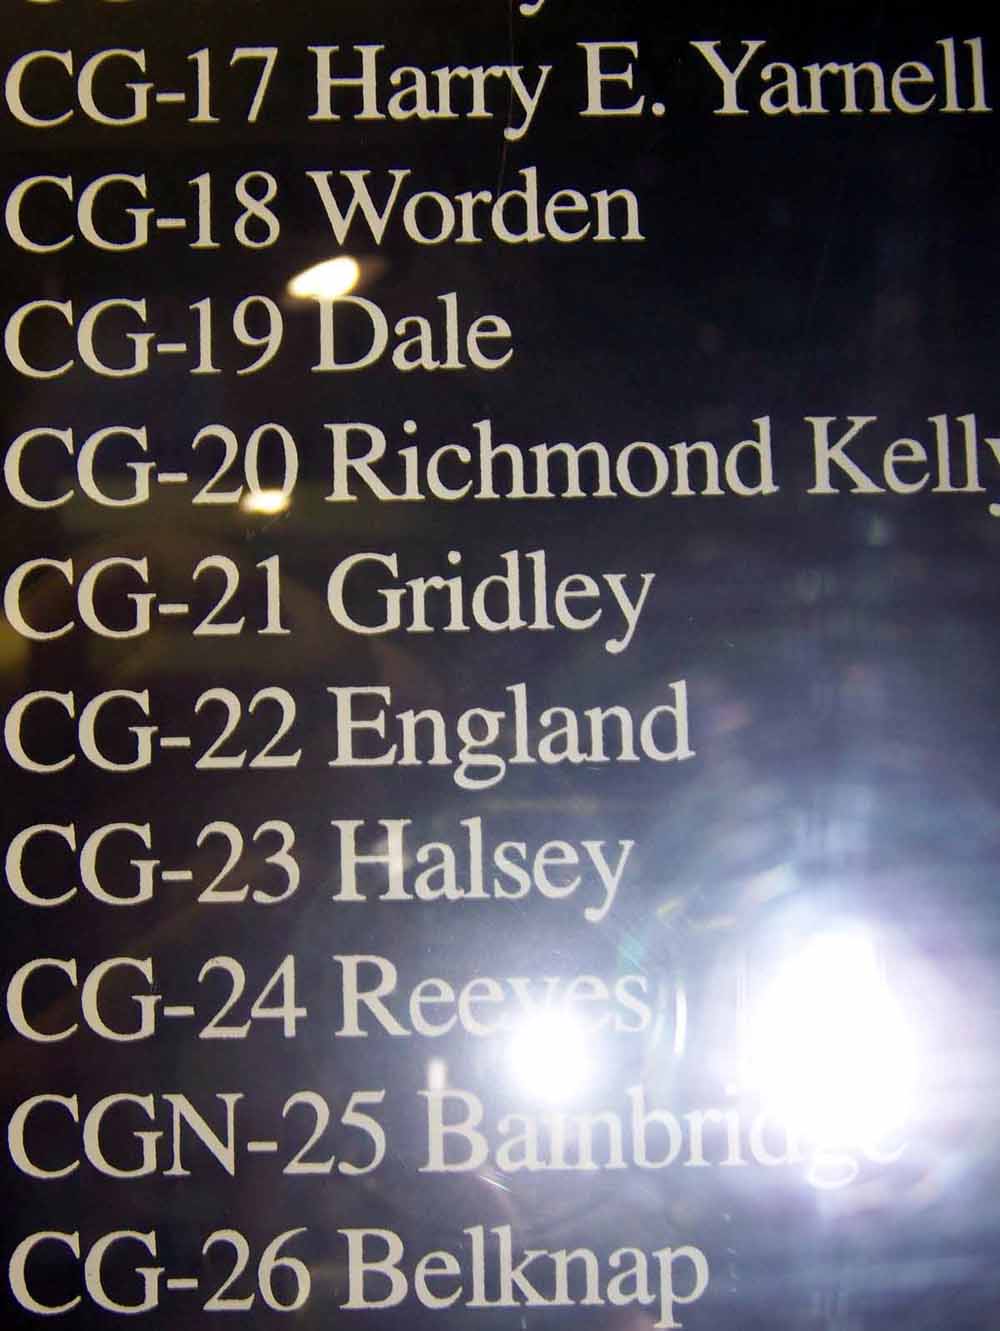 CG-17 Harry E. Yarnell
CG-18 Worden
CG-19 Dale
CG-20 Richmond Kelly
CG-21 Gridley
CG-22 England
CG-23 Halsey
CG-24 Reeves
CGN-25 Bainbridge
CG-26 Belknap